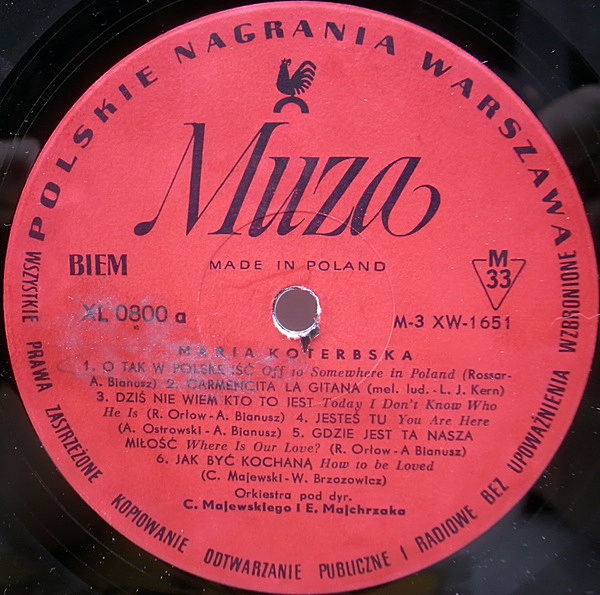 POLSKIE NAGRANIA WARSZAWA
Muza
BIEM
MADE IN POLAND
M
33
XL 0800 a
M-3 XW-1651
MARIA KOTERBSKA
1. O TAK W POLSKĘ IŚĆ Off to Somewhere in Poland (Rossar-
A. Bianusz) 2. CARMENCITA LA GITANA (mel. lud.-L. J. Kern)
3. DZIŚ NIE WIEM KTO TO JEST Today I Don't Know Who
He Is (R. Orłow-A. Bianusz) 4. JESTEŚ TU You Are Here
(A. Ostrowski-A. Bianusz) 5. GDZIE JEST TA NASZA
MIŁOŚĆ Where Is Our Love? (R. Orłow-A Bianusz)
6. JAK BYĆ KOCHANĄ How to be Loved
(C. Majewski-W. Brzozowicz)
Orkiestra pod dyr.
C. Majewskiego i E. Majchrzaka
WSZYSTKIE PRAWA ZASTRZEŻONE KOPIOWANIE ODTWARZANIE PUBLICZNE I RADIOWE BEZ UPOWAŻNIENIA WZBRONIONE